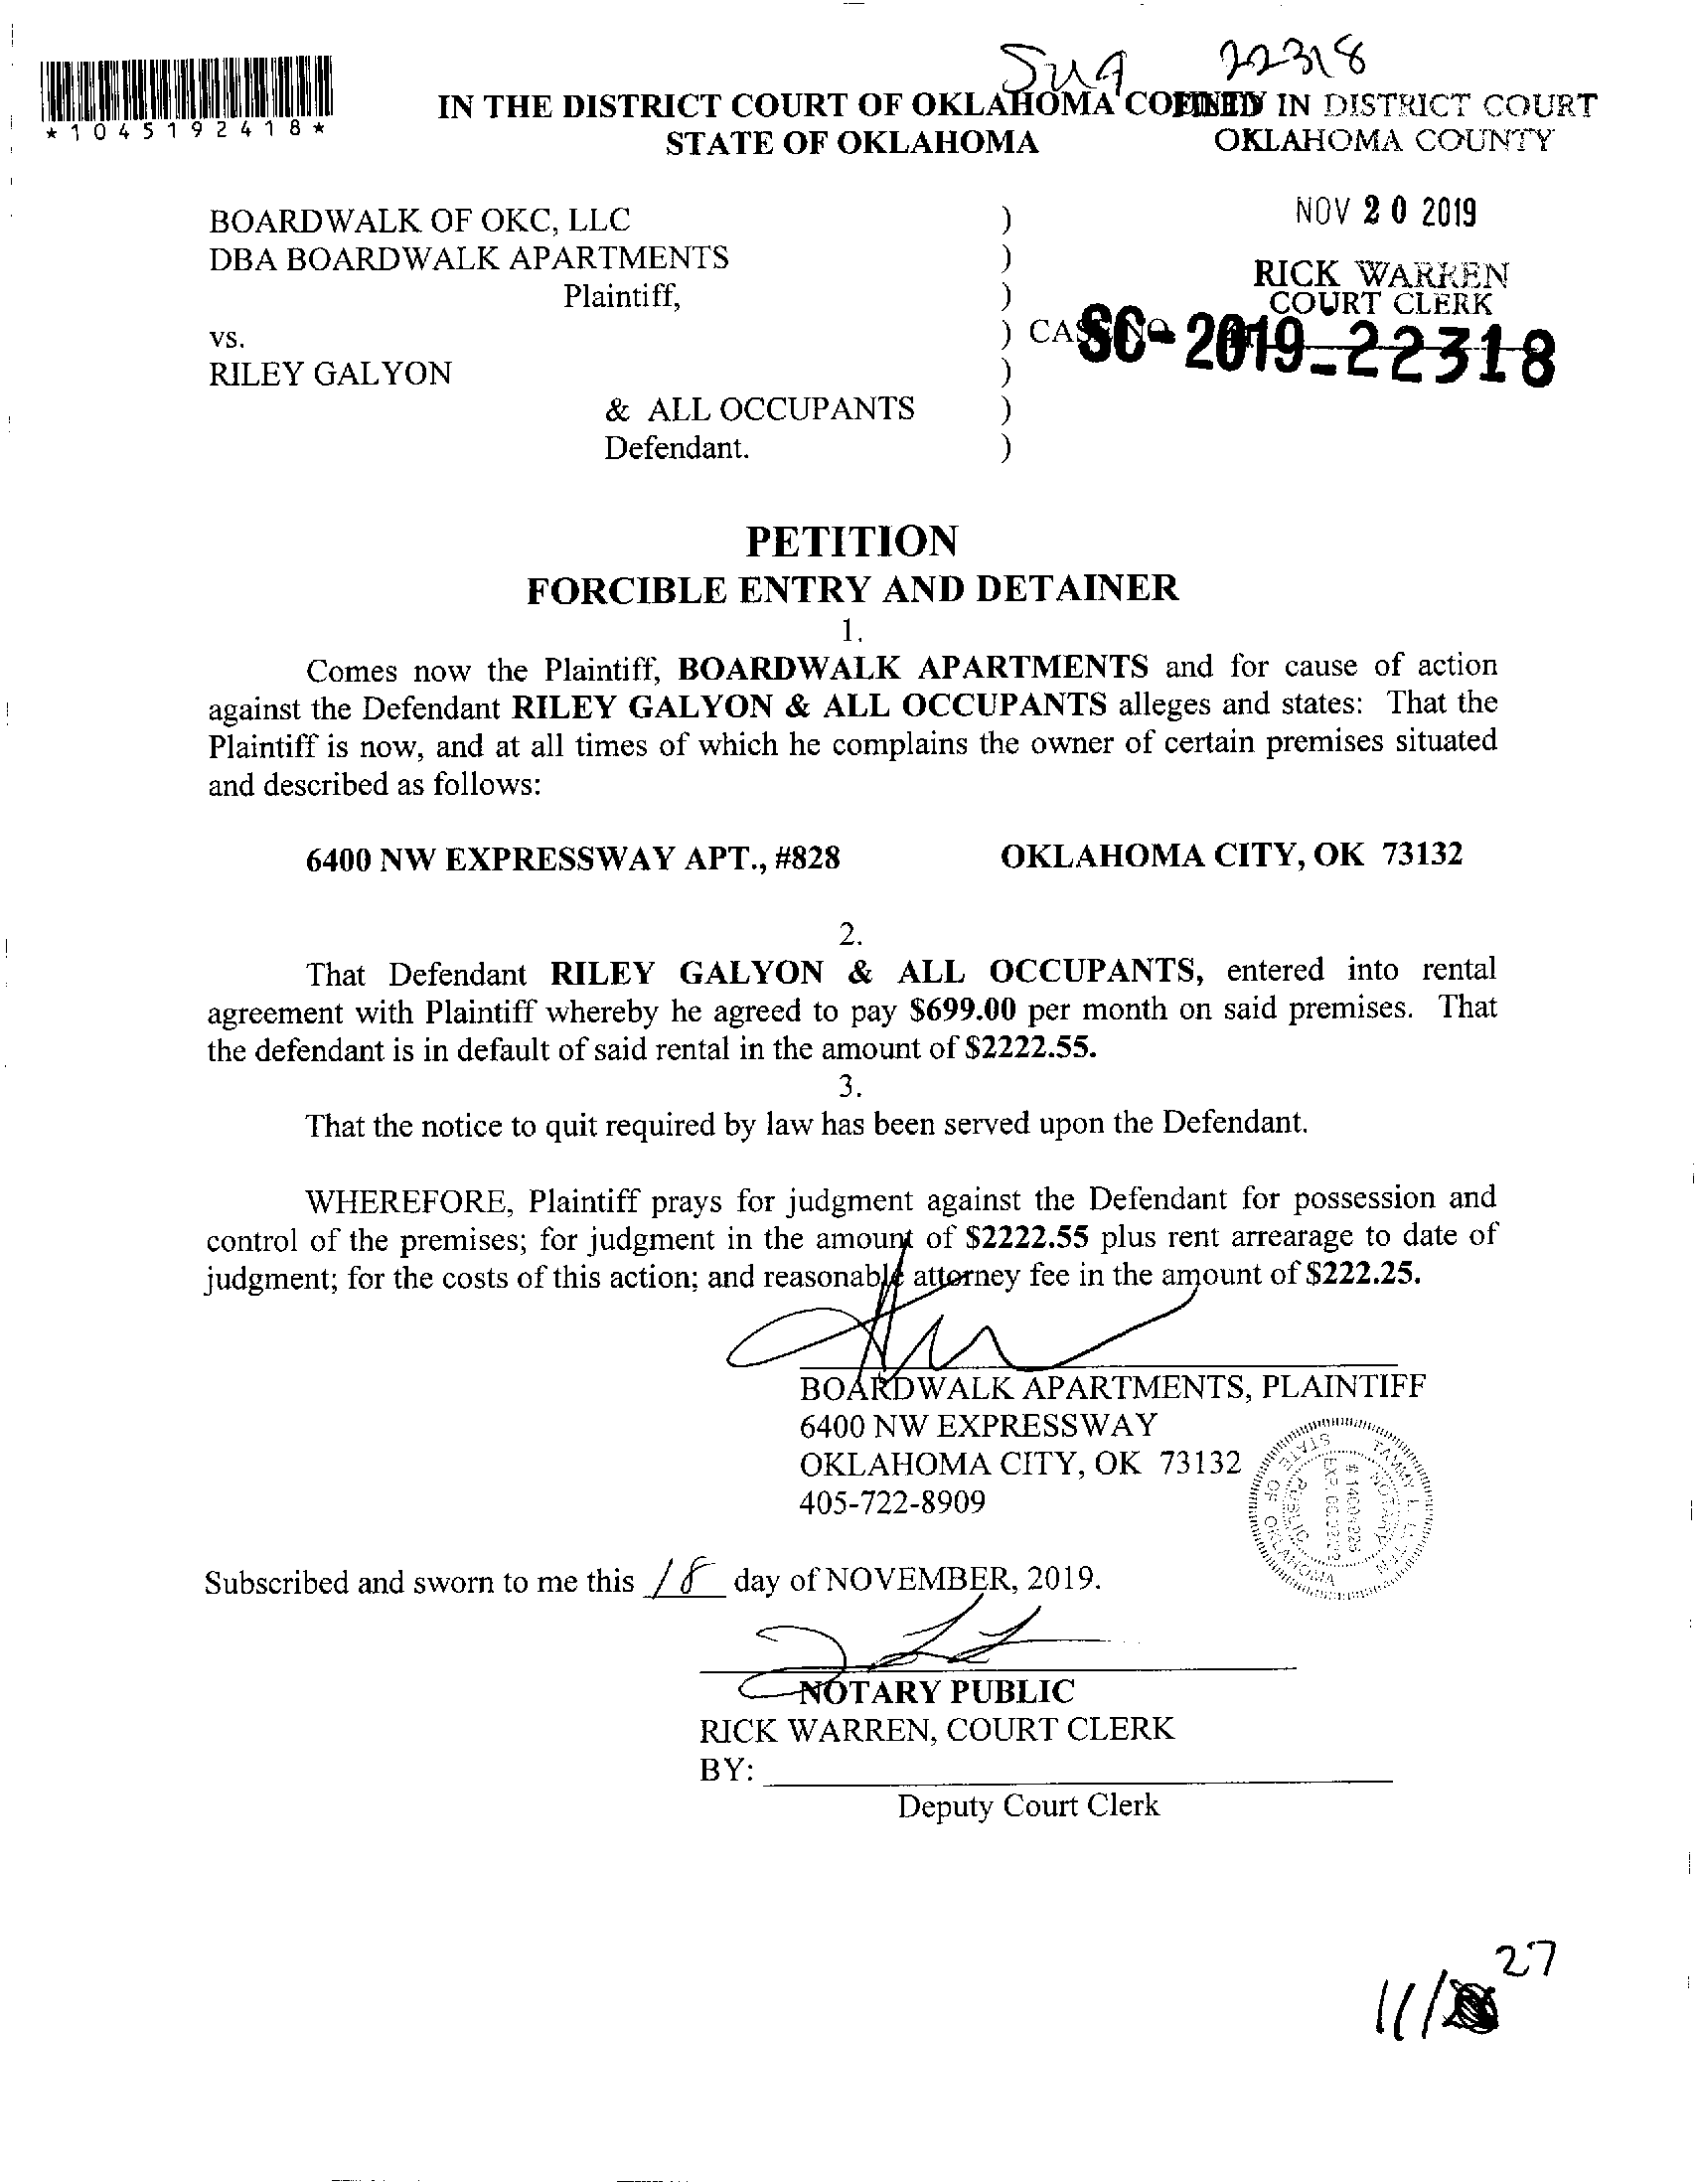 22318
*1045192418*
IN THE DISTRICT COURT OF OKLAHOMA
FILED IN DISTRICT COURT
STATE OF OKLAHOMA
OKLAHOMA COUNTY
NOV 20 2019
BOARDWALK OF OKC, LLC )
DBA BOARDWALK APARTMENTS )
RICK WARREN
Plaintiff, )
COURT CLERK
vs. ) CASE NO
SC-2019-22318
RILEY GALYON )
& ALL OCCUPANTS )
Defendant. )
PETITION
FORCIBLE ENTRY AND DETAINER
1.
Comes now the Plaintiff, BOARDWALK APARTMENTS and for cause of action
against the Defendant RILEY GALYON & ALL OCCUPANTS alleges and states: That the
Plaintiff is now, and at all times of which he complains the owner of certain premises situated
and described as follows:
6400 NW EXPRESSWAY APT., #828 OKLAHOMA CITY, OK 73132
2.
That Defendant RILEY GALYON & ALL OCCUPANTS, entered into rental
agreement with Plaintiff whereby he agreed to pay $699.00 per month on said premises. That
the defendant is in default of said rental in the amount of $2222.55.
3.
That the notice to quit required by law has been served upon the Defendant.
WHEREFORE, Plaintiff prays for judgment against the Defendant for possession and
control of the premises; for judgment in the amount of $2222.55 plus rent arrearage to date of
judgment; for the costs of this action; and reasonable attorney fee in the amount of $222.25.
BOARDWALK APARTMENTS, PLAINTIFF
6400 NW EXPRESSWAY
OKLAHOMA CITY, OK 73132
405-722-8909
NOTARY PUBLIC
STATE OF OKLAHOMA
Subscribed and sworn to me this 18 day of NOVEMBER, 2019.
NOTARY PUBLIC
RICK WARREN, COURT CLERK
BY:
Deputy Court Clerk
11/ 27